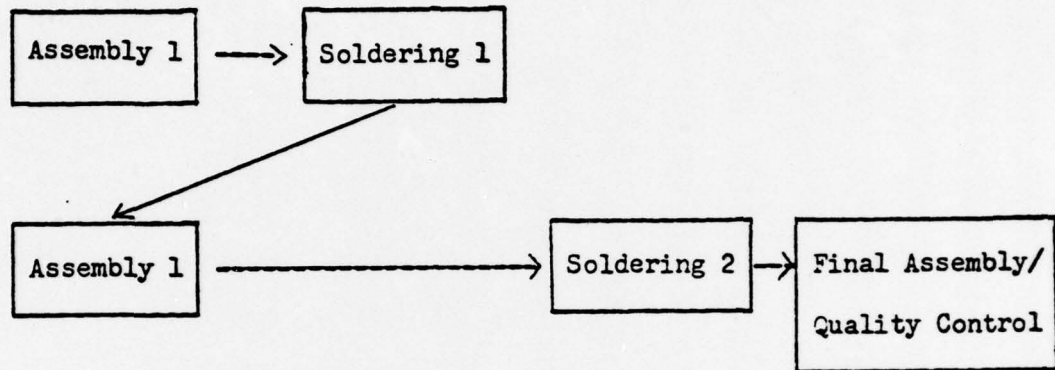 Assembly 1
Soldering 1
Assembly 1
Soldering 2
Final Assembly/
Quality Control